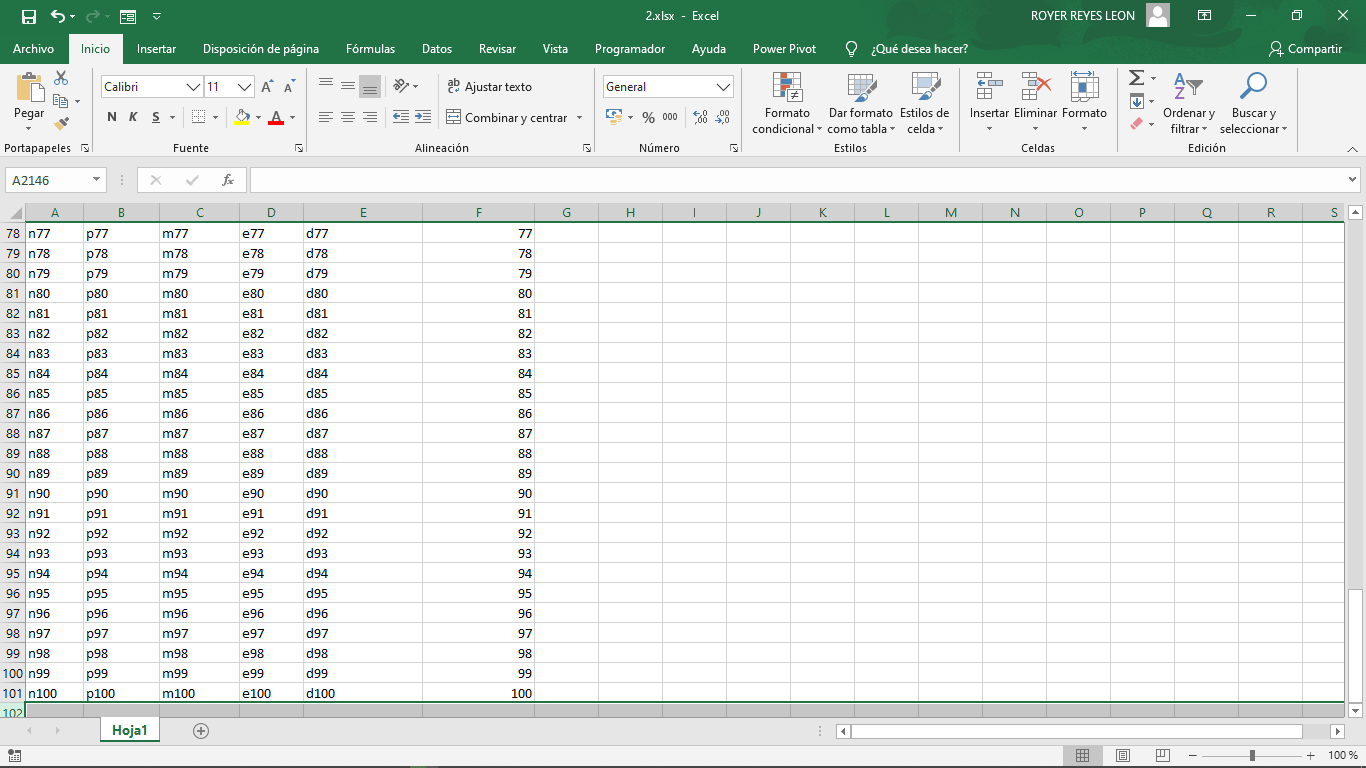 2.xlsx - Excel
ROYER REYES LEON
Archivo Inicio Insertar Disposición de página Fórmulas Datos Revisar Vista Programador Ayuda Power Pivot ¿Qué desea hacer? Compartir
Pegar
Portapapeles
Calibri 11
N K S A
Fuente
Ajustar texto
Combinar y centrar
Alineación
General
% 000
Número
Formato condicional
Dar formato como tabla
Estilos de celda
Estilos
Insertar Eliminar Formato
Celdas
Ordenar y filtrar
Buscar y seleccionar
Edición
A2146 fx
A B C D E F G H I J K L M N O P Q R S
78 n77 p77 m77 e77 d77 77
79 n78 p78 m78 e78 d78 78
80 n79 p79 m79 e79 d79 79
81 n80 p80 m80 e80 d80 80
82 n81 p81 m81 e81 d81 81
83 n82 p82 m82 e82 d82 82
84 n83 p83 m83 e83 d83 83
85 n84 p84 m84 e84 d84 84
86 n85 p85 m85 e85 d85 85
87 n86 p86 m86 e86 d86 86
88 n87 p87 m87 e87 d87 87
89 n88 p88 m88 e88 d88 88
90 n89 p89 m89 e89 d89 89
91 n90 p90 m90 e90 d90 90
92 n91 p91 m91 e91 d91 91
93 n92 p92 m92 e92 d92 92
94 n93 p93 m93 e93 d93 93
95 n94 p94 m94 e94 d94 94
96 n95 p95 m95 e95 d95 95
97 n96 p96 m96 e96 d96 96
98 n97 p97 m97 e97 d97 97
99 n98 p98 m98 e98 d98 98
100 n99 p99 m99 e99 d99 99
101 n100 p100 m100 e100 d100 100
102
Hoja1
100 %